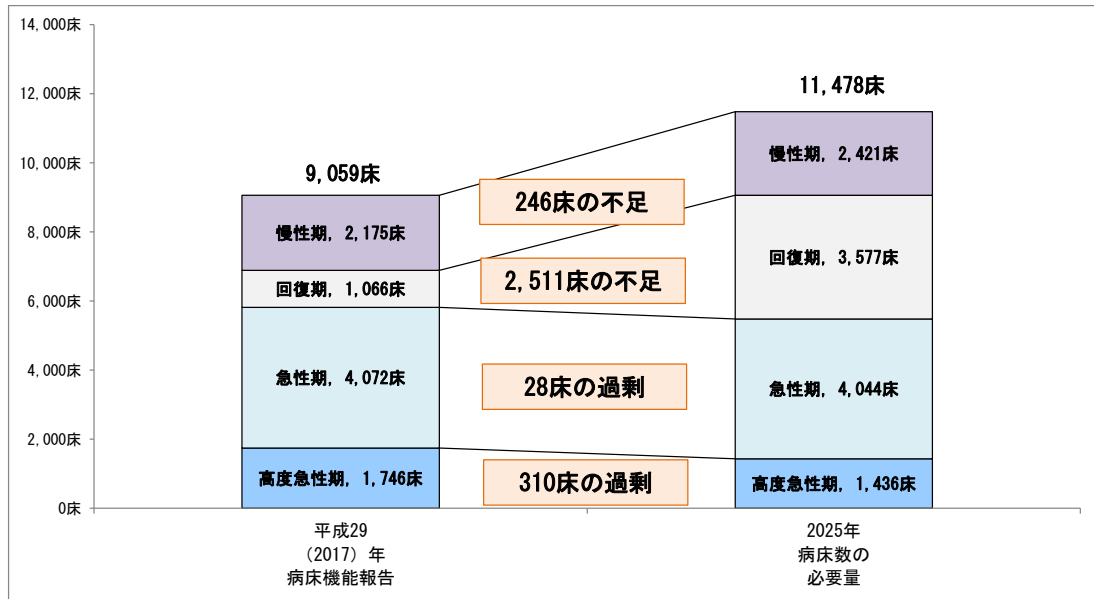 14,000床
12,000床
10,000床
8,000床
6,000床
4,000床
2,000床
0床
9,059床
慢性期, 2,175床
回復期, 1,066床
急性期, 4,072床
高度急性期, 1,746床
246床の不足
2,511床の不足
28床の過剰
310床の過剰
11,478床
慢性期, 2,421床
回復期, 3,577床
急性期, 4,044床
高度急性期, 1,436床
平成29
（2017）年
病床機能報告
2025年
病床数の
必要量